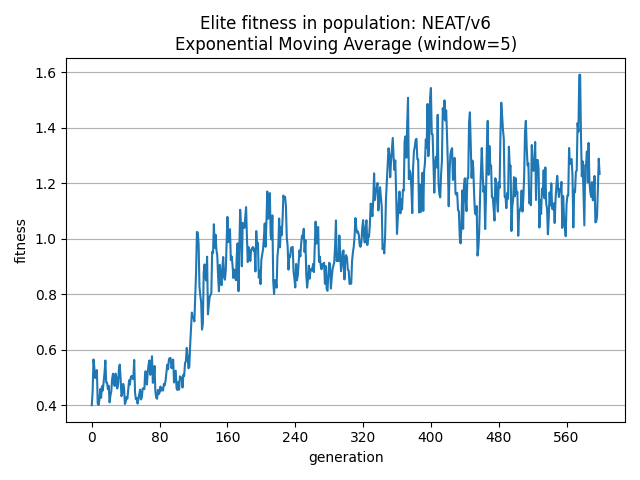 Elite fitness in population: NEAT/v6
Exponential Moving Average (window=5)
fitness
1.6
1.4
1.2
1.0
0.8
0.6
0.4
0 80 160 240 320 400 480 560
generation